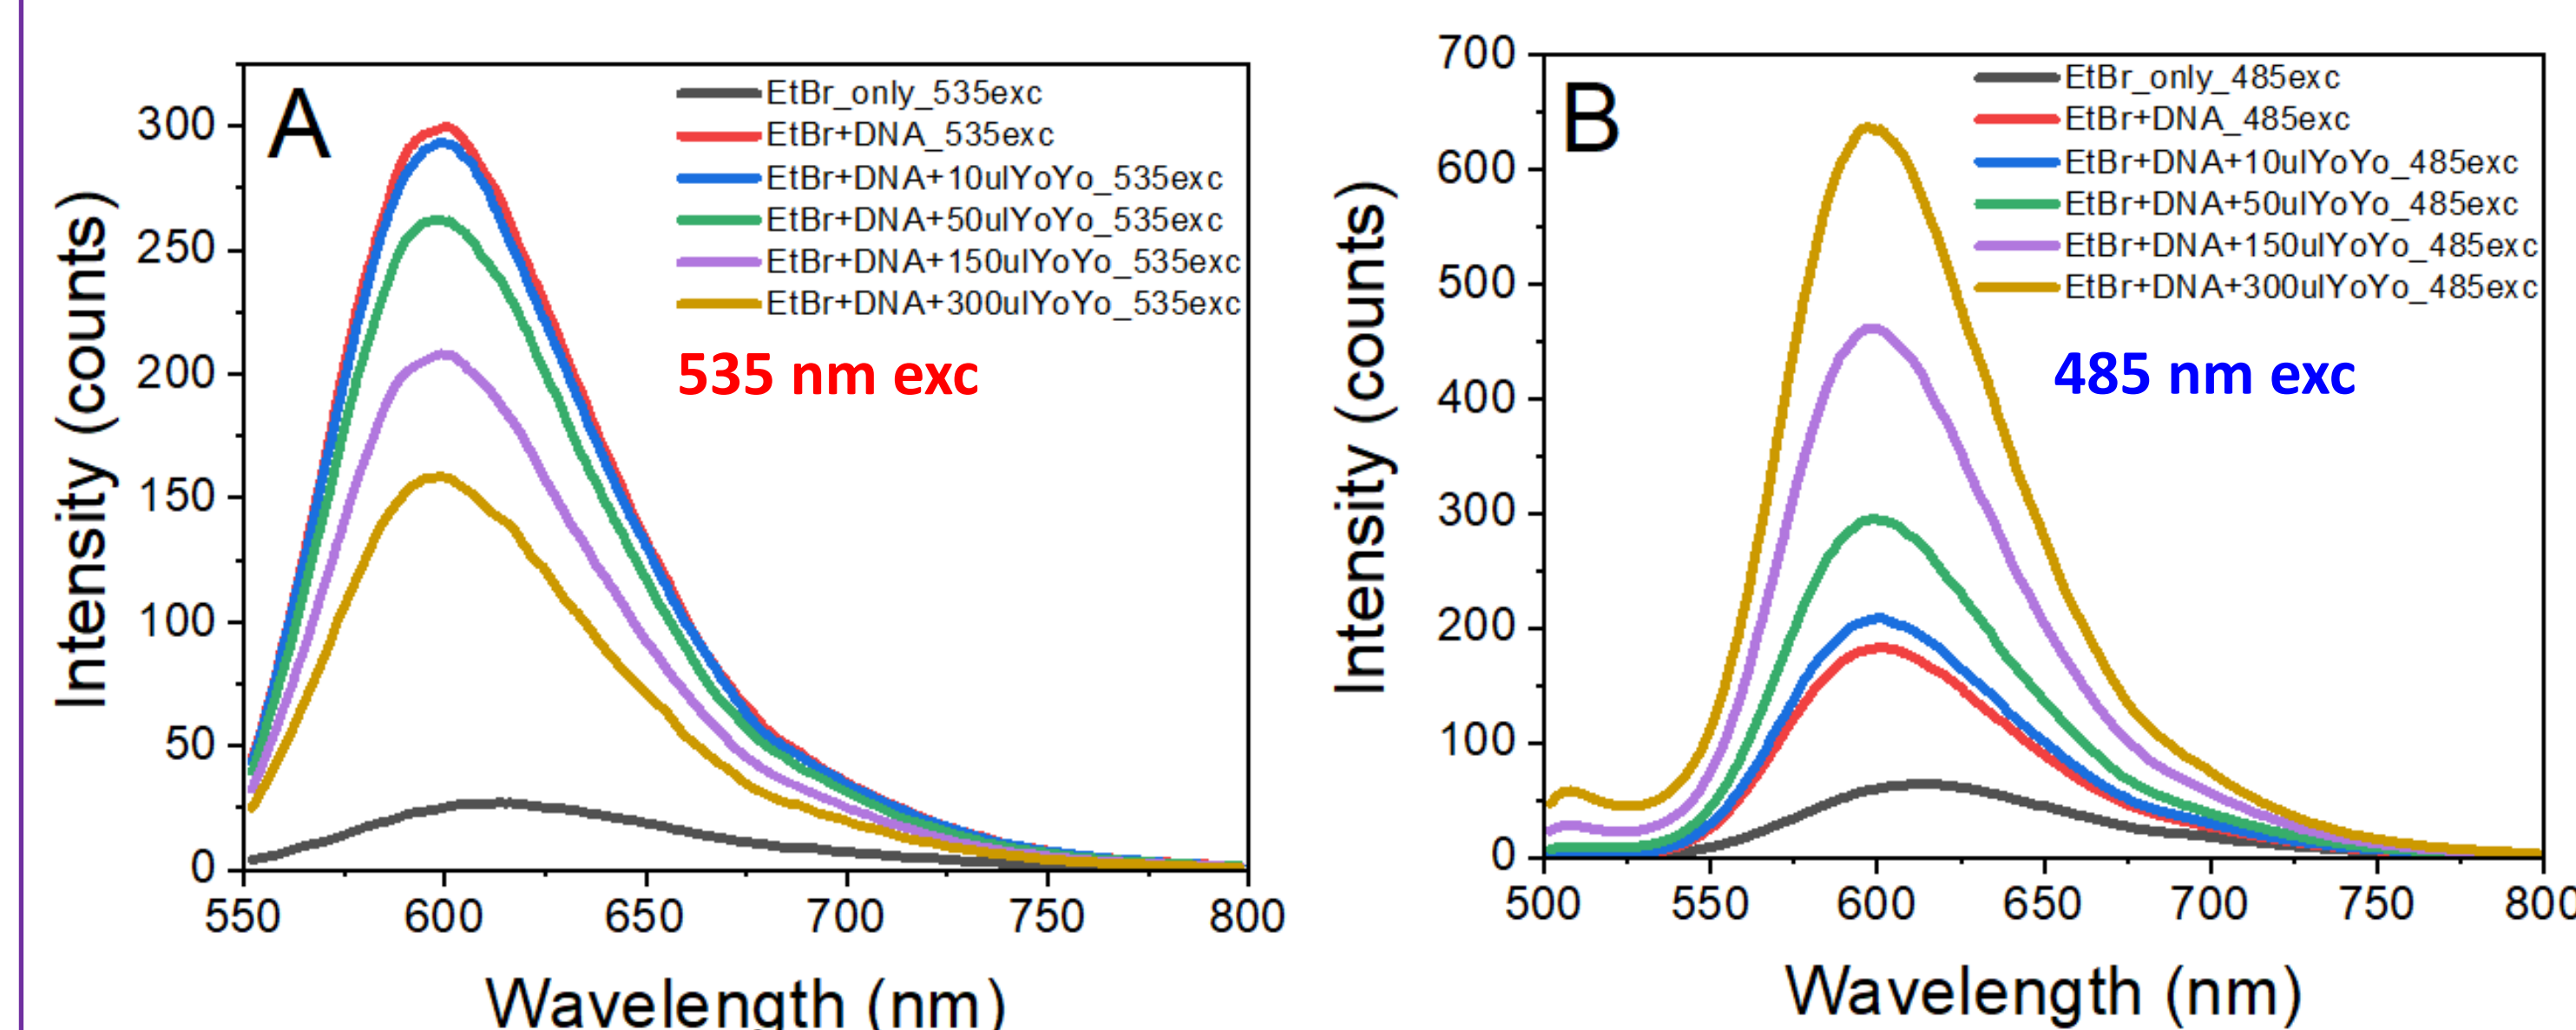 A
EtBr_only_535exc
EtBr+DNA_535exc
EtBr+DNA+10ulYoYo_535exc
EtBr+DNA+50ulYoYo_535exc
EtBr+DNA+150ulYoYo_535exc
EtBr+DNA+300ulYoYo_535exc
535 nm exc
Intensity (counts)
300
250
200
150
100
50
0
550 600 650 700 750 800
Wavelength (nm)
B
EtBr_only_485exc
EtBr+DNA_485exc
EtBr+DNA+10ulYoYo_485exc
EtBr+DNA+50ulYoYo_485exc
EtBr+DNA+150ulYoYo_485exc
EtBr+DNA+300ulYoYo_485exc
485 nm exc
Intensity (counts)
700
600
500
400
300
200
100
0
500 550 600 650 700 750 800
Wavelength (nm)